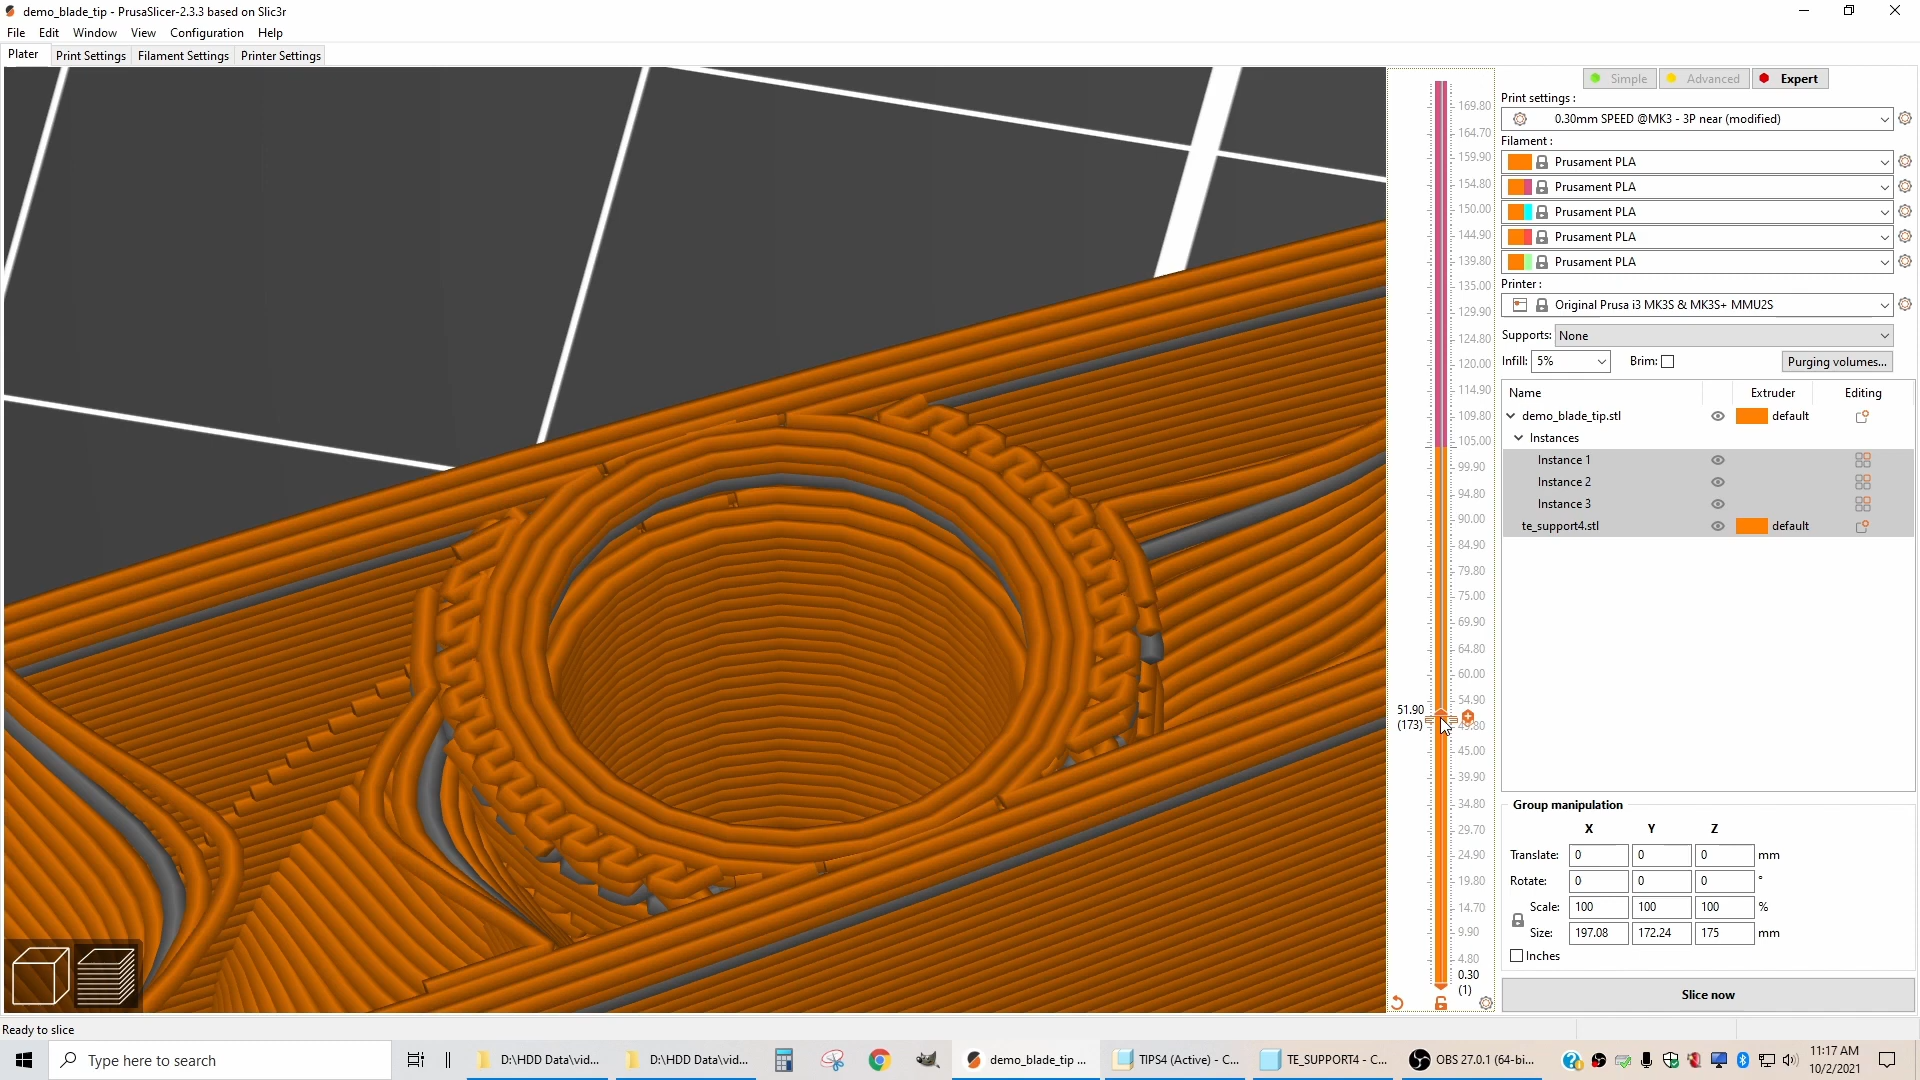 demo_blade_tip - PrusaSlicer-2.3.3 based on Slic3r
File Edit Window View Configuration Help
Plater Print Settings Filament Settings Printer Settings
Simple Advanced Expert
Print settings :
0.30mm SPEED @MK3 - 3P near (modified)
Filament :
Prusament PLA
Prusament PLA
Prusament PLA
Prusament PLA
Prusament PLA
Printer :
Original Prusa i3 MK3S & MK3S+ MMU2S
Supports: None
Infill: 5% Brim: Purging volumes...
Name Extruder Editing
demo_blade_tip.stl default
Instances
Instance 1
Instance 2
Instance 3
te_support4.stl default
169.80
164.70
159.90
154.80
150.00
144.90
139.80
135.00
129.90
124.80
120.00
114.90
109.80
105.00
99.90
94.80
90.00
84.90
79.80
75.00
69.90
64.80
60.00
54.90
51.90
(173)
49.80
45.00
39.90
34.80
29.70
24.90
19.80
14.70
9.90
4.80
0.30
(1)
Group manipulation
X Y Z
Translate: 0 0 0 mm
Rotate: 0 0 0 °
Scale: 100 100 100 %
Size: 197.08 172.24 175 mm
Inches
Slice now
Ready to slice
Type here to search
D:\HDD Data\vid...
D:\HDD Data\vid...
demo_blade_tip ...
TIPS4 (Active) - C...
TE_SUPPORT4 - C...
OBS 27.0.1 (64-bi...
11:17 AM
10/2/2021